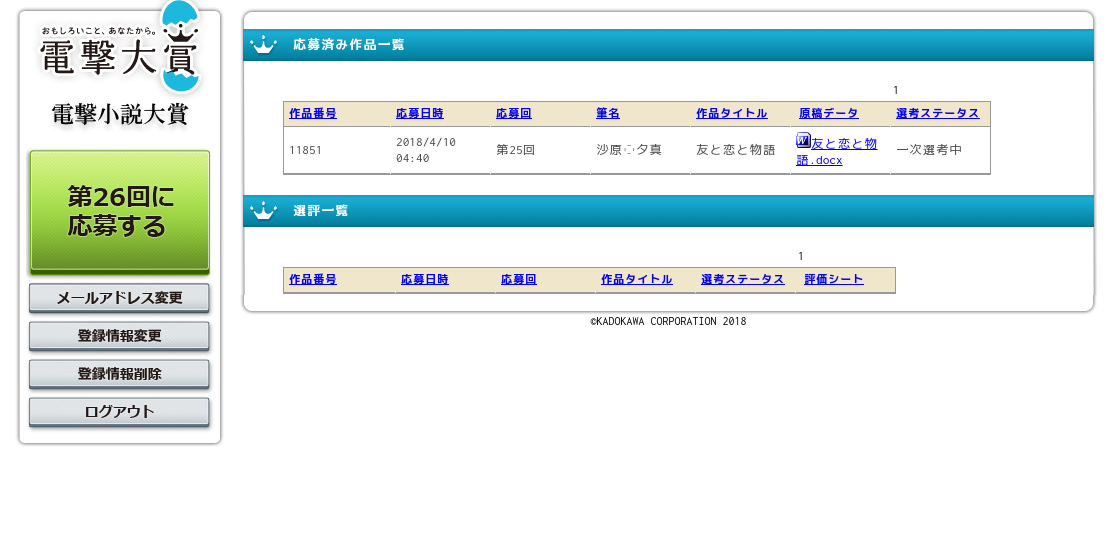 おもしろいこと、あなたから。
電撃大賞
電撃小説大賞
第26回に
応募する
メールアドレス変更
登録情報変更
登録情報削除
ログアウト
応募済み作品一覧
1
作品番号 応募日時 応募回 筆名 作品タイトル 原稿データ 選考ステータス
11851 2018/4/10 04:40 第25回 沙原◌夕真 友と恋と物語 友と恋と物語.docx 一次選考中
選評一覧
1
作品番号 応募日時 応募回 作品タイトル 選考ステータス 評価シート
©KADOKAWA CORPORATION 2018